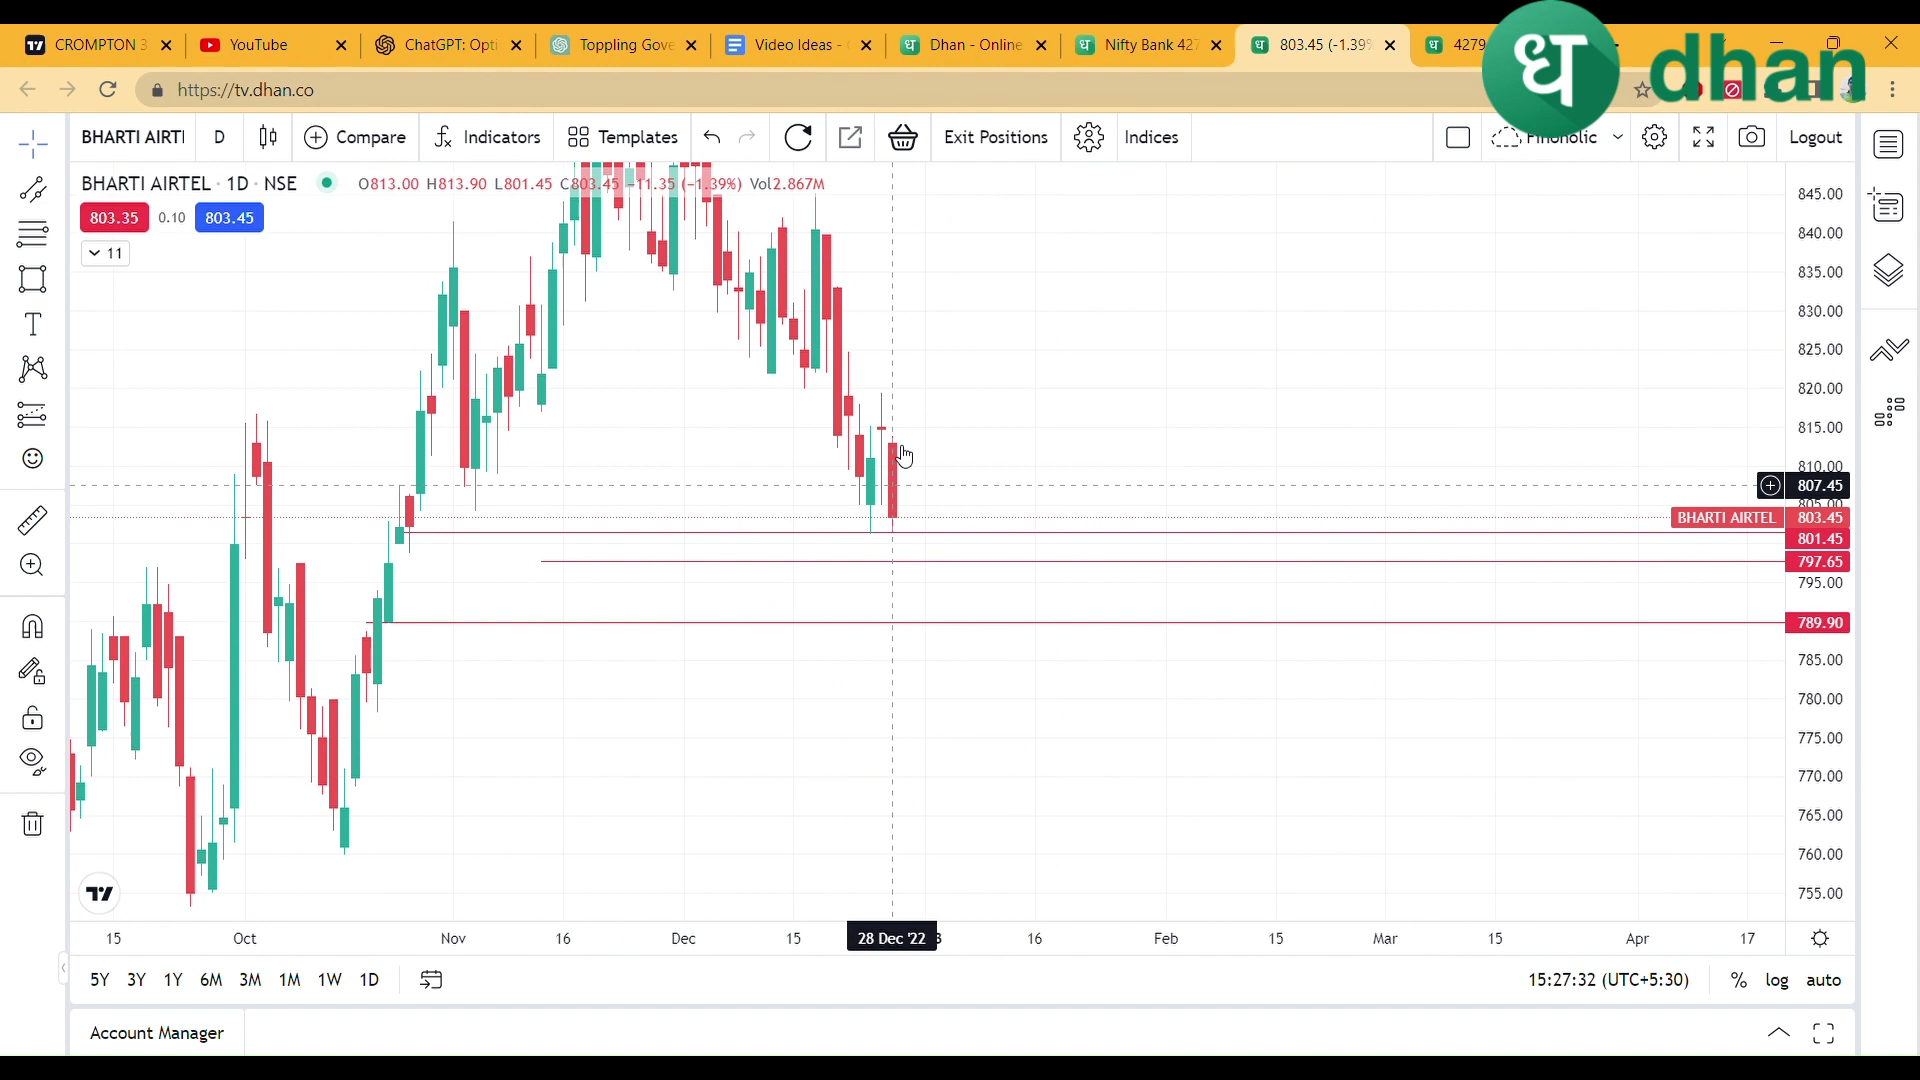 CROMPTON 3
YouTube
ChatGPT: Opti
Toppling Gove
Video Ideas -
Dhan - Online
Nifty Bank 427
803.45 (-1.39%
4279
ध dhan
https://tv.dhan.co
BHARTI AIRTI
D
Compare
Indicators
Templates
Exit Positions
Indices
Logout
BHARTI AIRTEL · 1D · NSE
O813.00 H813.90 L801.45 C803.45 −11.35 (−1.39%) Vol2.867M
803.35
0.10
803.45
11
845.00
840.00
835.00
830.00
825.00
820.00
815.00
810.00
807.45
805.00
BHARTI AIRTEL 803.45
801.45
797.65
795.00
789.90
785.00
780.00
775.00
770.00
765.00
760.00
755.00
15
Oct
Nov
16
Dec
15
28 Dec '22
3
16
Feb
15
Mar
15
Apr
17
5Y 3Y 1Y 6M 3M 1M 1W 1D
15:27:32 (UTC+5:30)
% log auto
Account Manager